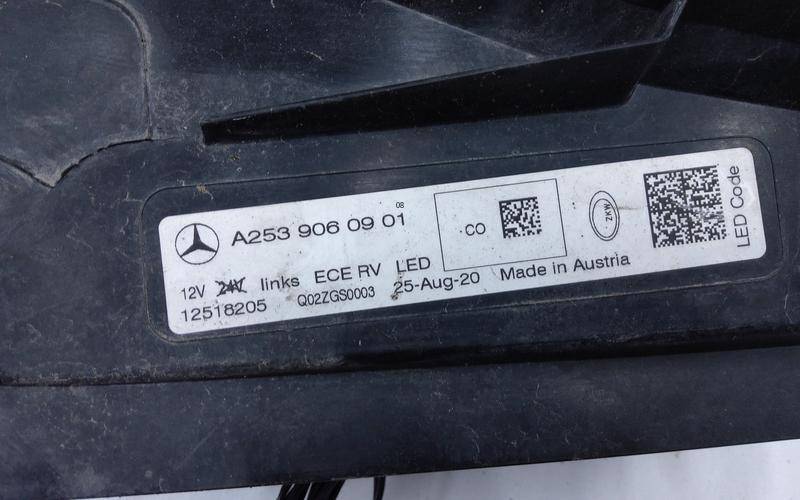 A253 906 09 01
08
12V 24V links ECE RV LED
12518205 Q02ZGS0003 25-Aug-20 Made in Austria
CO
ZKW
LED Code